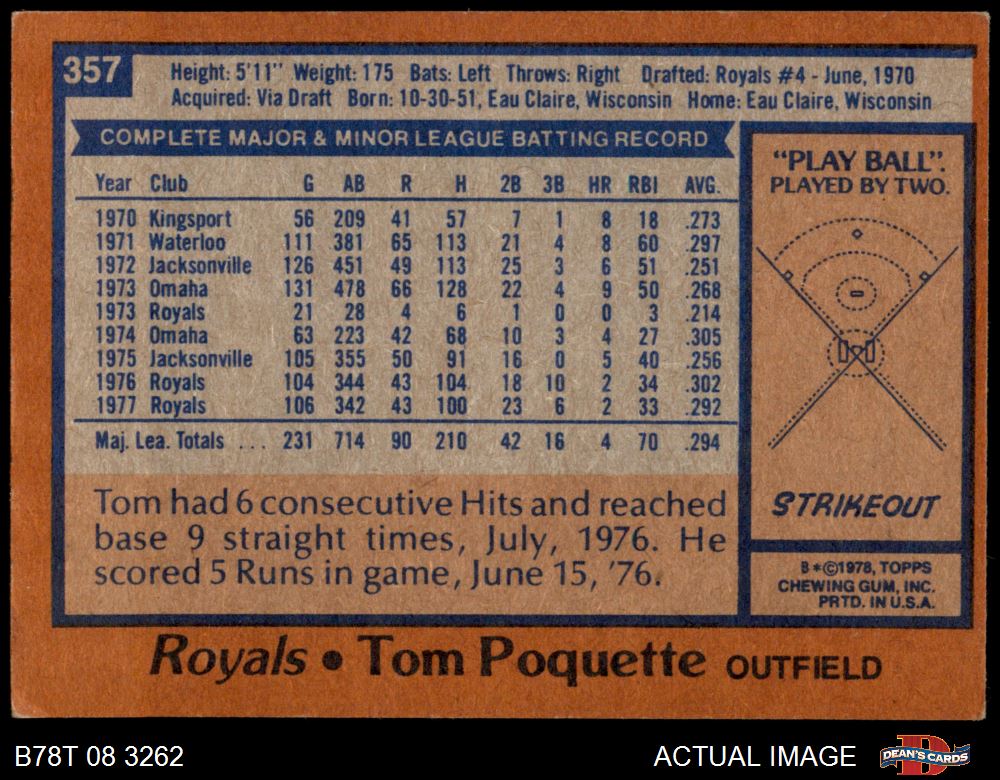 357
Height: 5'11" Weight: 175 Bats: Left Throws: Right Drafted: Royals #4 - June, 1970
Acquired: Via Draft Born: 10-30-51, Eau Claire, Wisconsin Home: Eau Claire, Wisconsin
COMPLETE MAJOR & MINOR LEAGUE BATTING RECORD
Year Club G AB R H 2B 3B HR RBI AVG.
1970 Kingsport 56 209 41 57 7 1 8 18 .273
1971 Waterloo 111 381 65 113 21 4 8 60 .297
1972 Jacksonville 126 451 49 113 25 3 6 51 .251
1973 Omaha 131 478 66 128 22 4 9 50 .268
1973 Royals 21 28 4 6 1 0 0 3 .214
1974 Omaha 63 223 42 68 10 3 4 27 .305
1975 Jacksonville 105 355 50 91 16 0 5 40 .256
1976 Royals 104 344 43 104 18 10 2 34 .302
1977 Royals 106 342 43 100 23 6 2 33 .292
Maj. Lea. Totals ... 231 714 90 210 42 16 4 70 .294
Tom had 6 consecutive Hits and reached
base 9 straight times, July, 1976. He
scored 5 Runs in game, June 15, '76.
"PLAY BALL".
PLAYED BY TWO.
STRIKEOUT
B*©1978, TOPPS
CHEWING GUM, INC.
PRTD. IN U.S.A.
Royals • Tom Poquette OUTFIELD
B78T 08 3262
ACTUAL IMAGE
DEAN'S CARDS